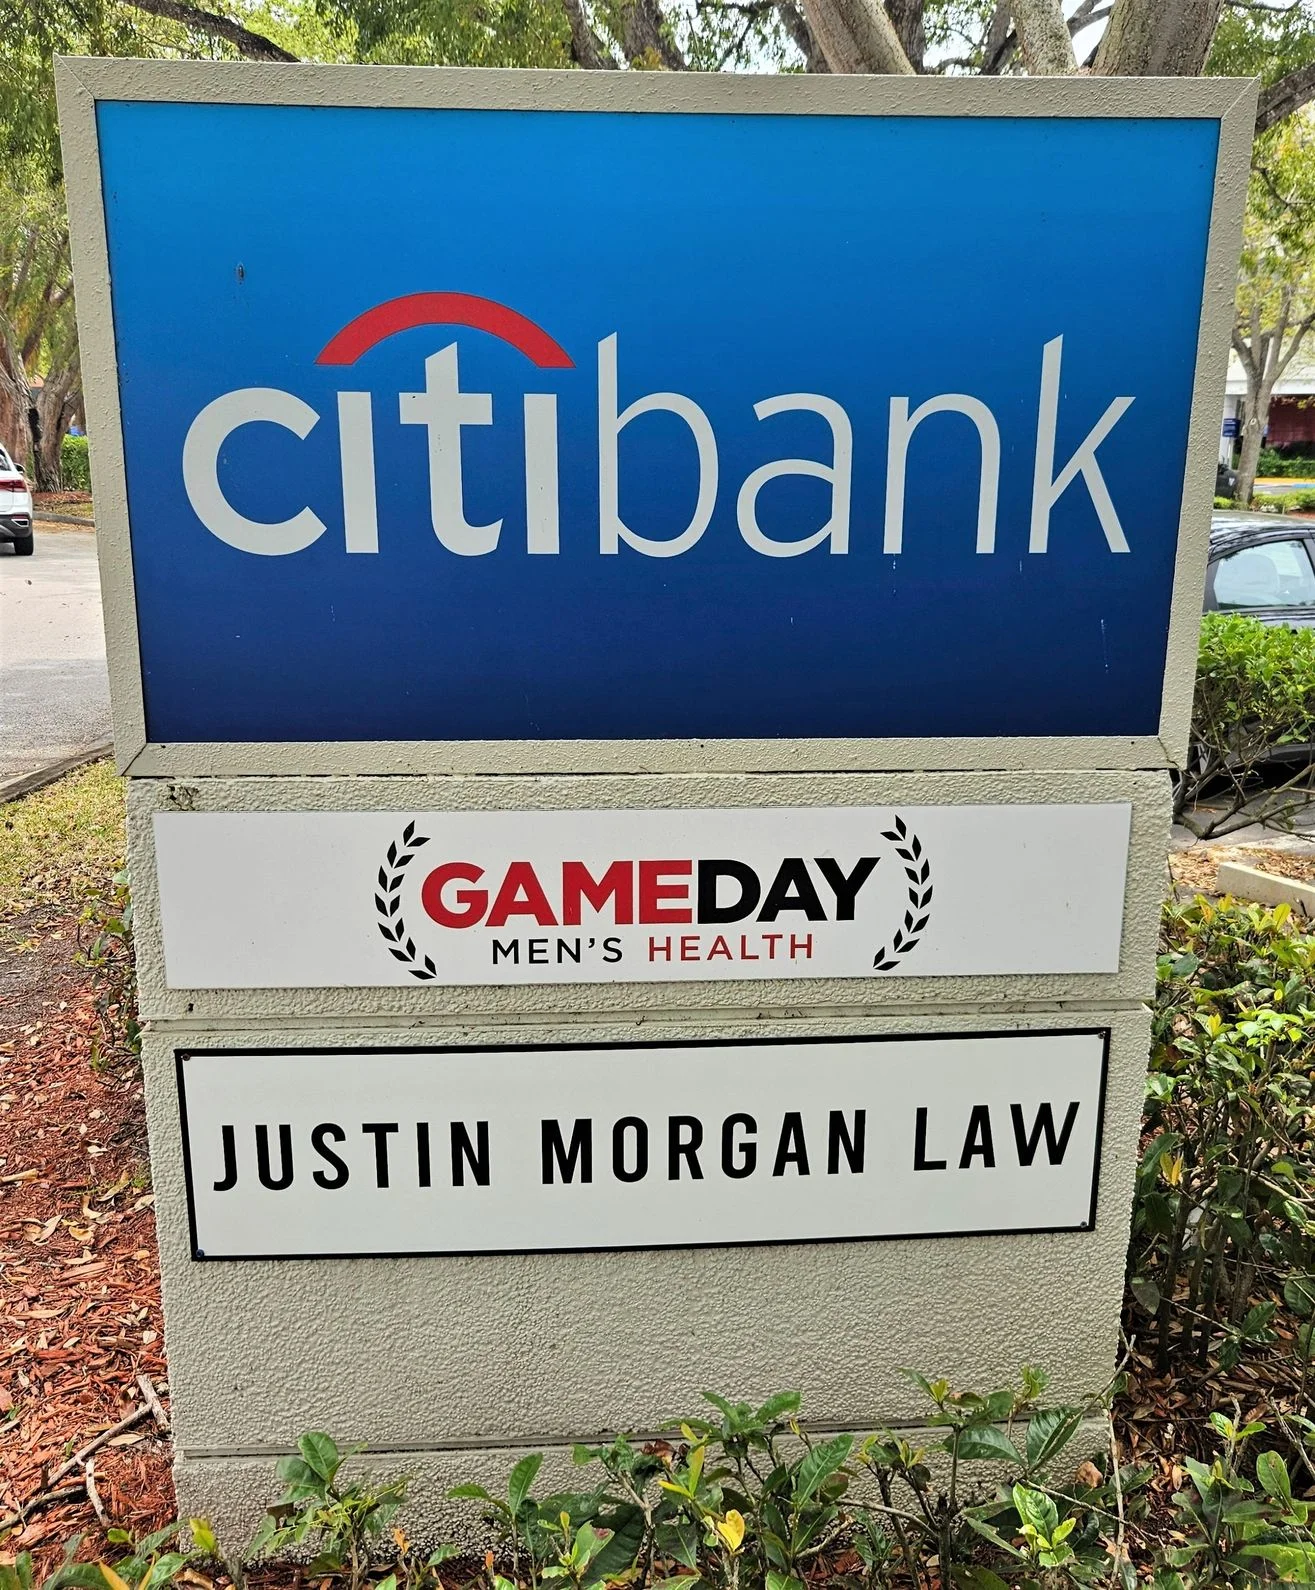 citibank
GAMEDAY
MEN'S HEALTH
JUSTIN MORGAN LAW